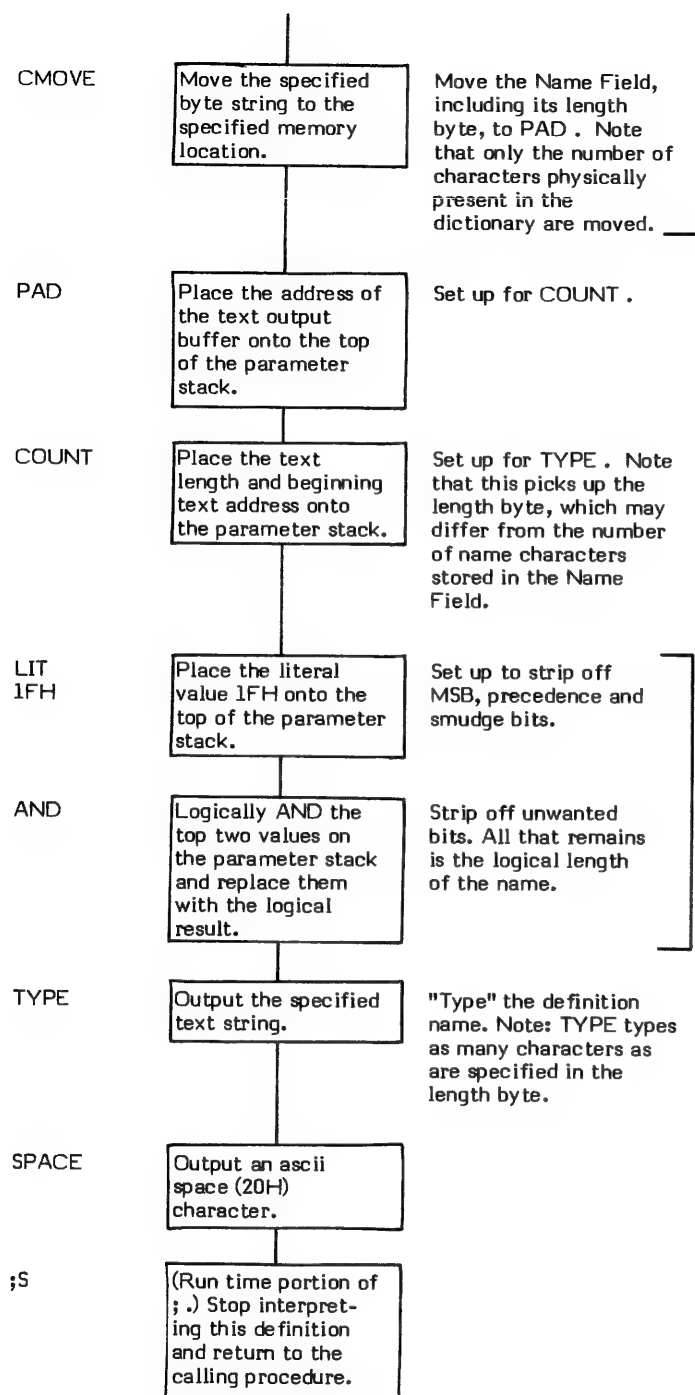 CMOVE
Move the specified
byte string to the
specified memory
location.
Move the Name Field,
including its length
byte, to PAD . Note
that only the number of
characters physically
present in the
dictionary are moved.
PAD
Place the address of
the text output
buffer onto the top
of the parameter
stack.
Set up for COUNT .
COUNT
Place the text
length and beginning
text address onto
the parameter stack.
Set up for TYPE . Note
that this picks up the
length byte, which may
differ from the number
of name characters
stored in the Name
Field.
LIT
1FH
Place the literal
value 1FH onto the
top of the parameter
stack.
Set up to strip off
MSB, precedence and
smudge bits.
AND
Logically AND the
top two values on
the parameter stack
and replace them
with the logical
result.
Strip off unwanted
bits. All that remains
is the logical length
of the name.
TYPE
Output the specified
text string.
"Type" the definition
name. Note: TYPE types
as many characters as
are specified in the
length byte.
SPACE
Output an ascii
space (20H)
character.
;S
(Run time portion of
; .) Stop interpret-
ing this definition
and return to the
calling procedure.